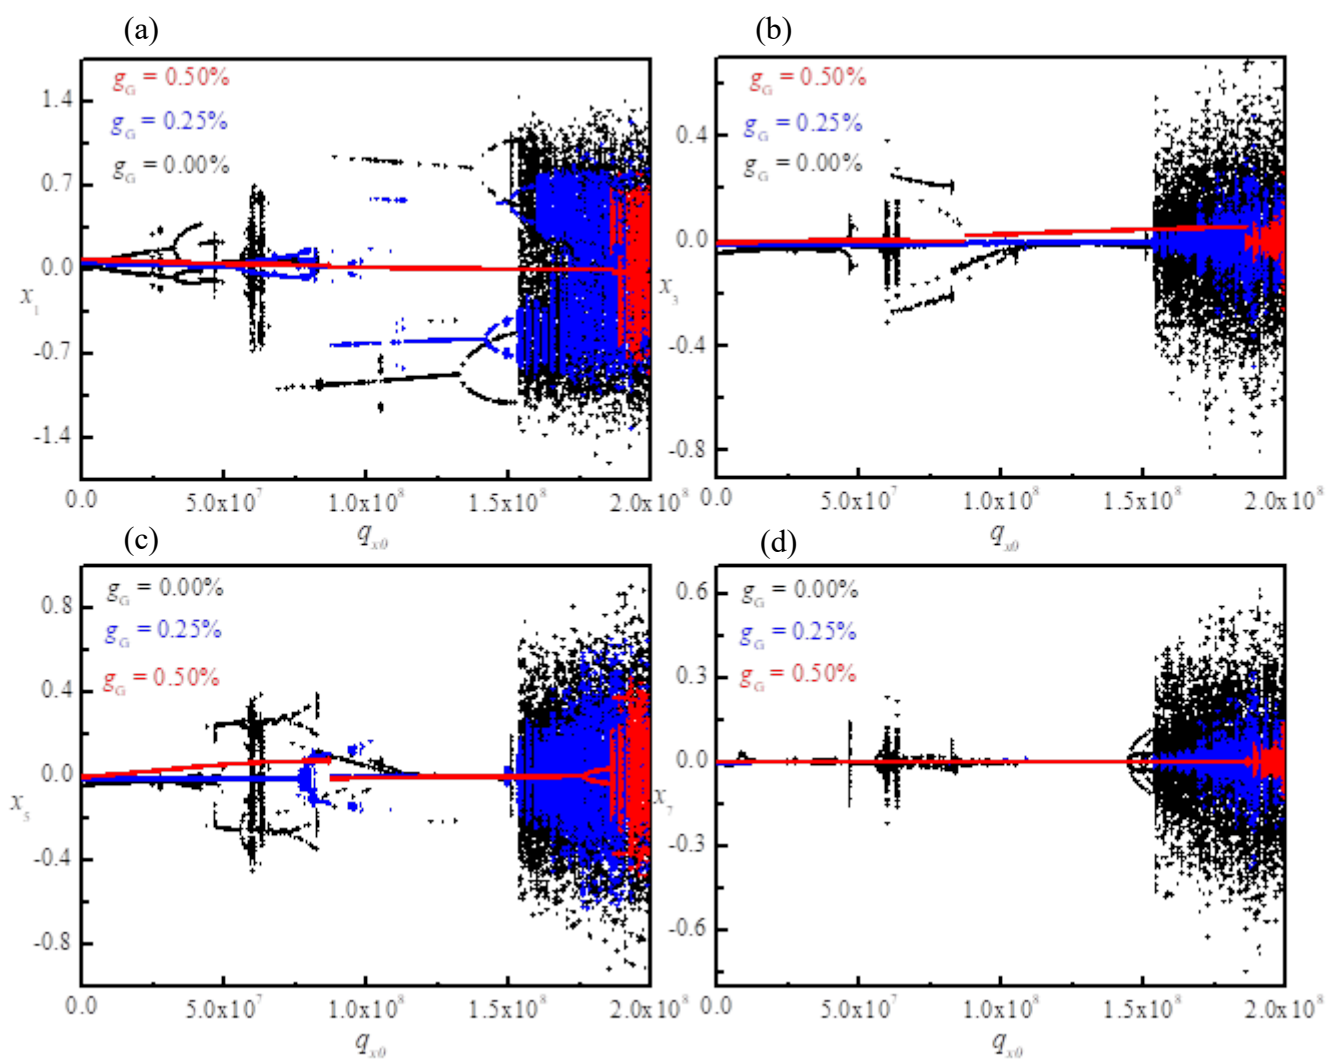 (a)
(b)
g_G = 0.50%
g_G = 0.25%
g_G = 0.00%
1.4
0.7
0.0
-0.7
-1.4
x_1
0.0
5.0x10^7
1.0x10^8
1.5x10^8
2.0x10^8
q_x0
g_G = 0.50%
g_G = 0.25%
g_G = 0.00%
0.4
0.0
-0.4
-0.8
x_3
0.0
5.0x10^7
1.0x10^8
1.5x10^8
2.0x10^8
q_x0
(c)
(d)
g_G = 0.00%
g_G = 0.25%
g_G = 0.50%
0.8
0.4
0.0
-0.4
-0.8
x_5
0.0
5.0x10^7
1.0x10^8
1.5x10^8
2.0x10^8
q_x0
g_G = 0.00%
g_G = 0.25%
g_G = 0.50%
0.6
0.3
0.0
-0.3
-0.6
x_7
0.0
5.0x10^7
1.0x10^8
1.5x10^8
2.0x10^8
q_x0